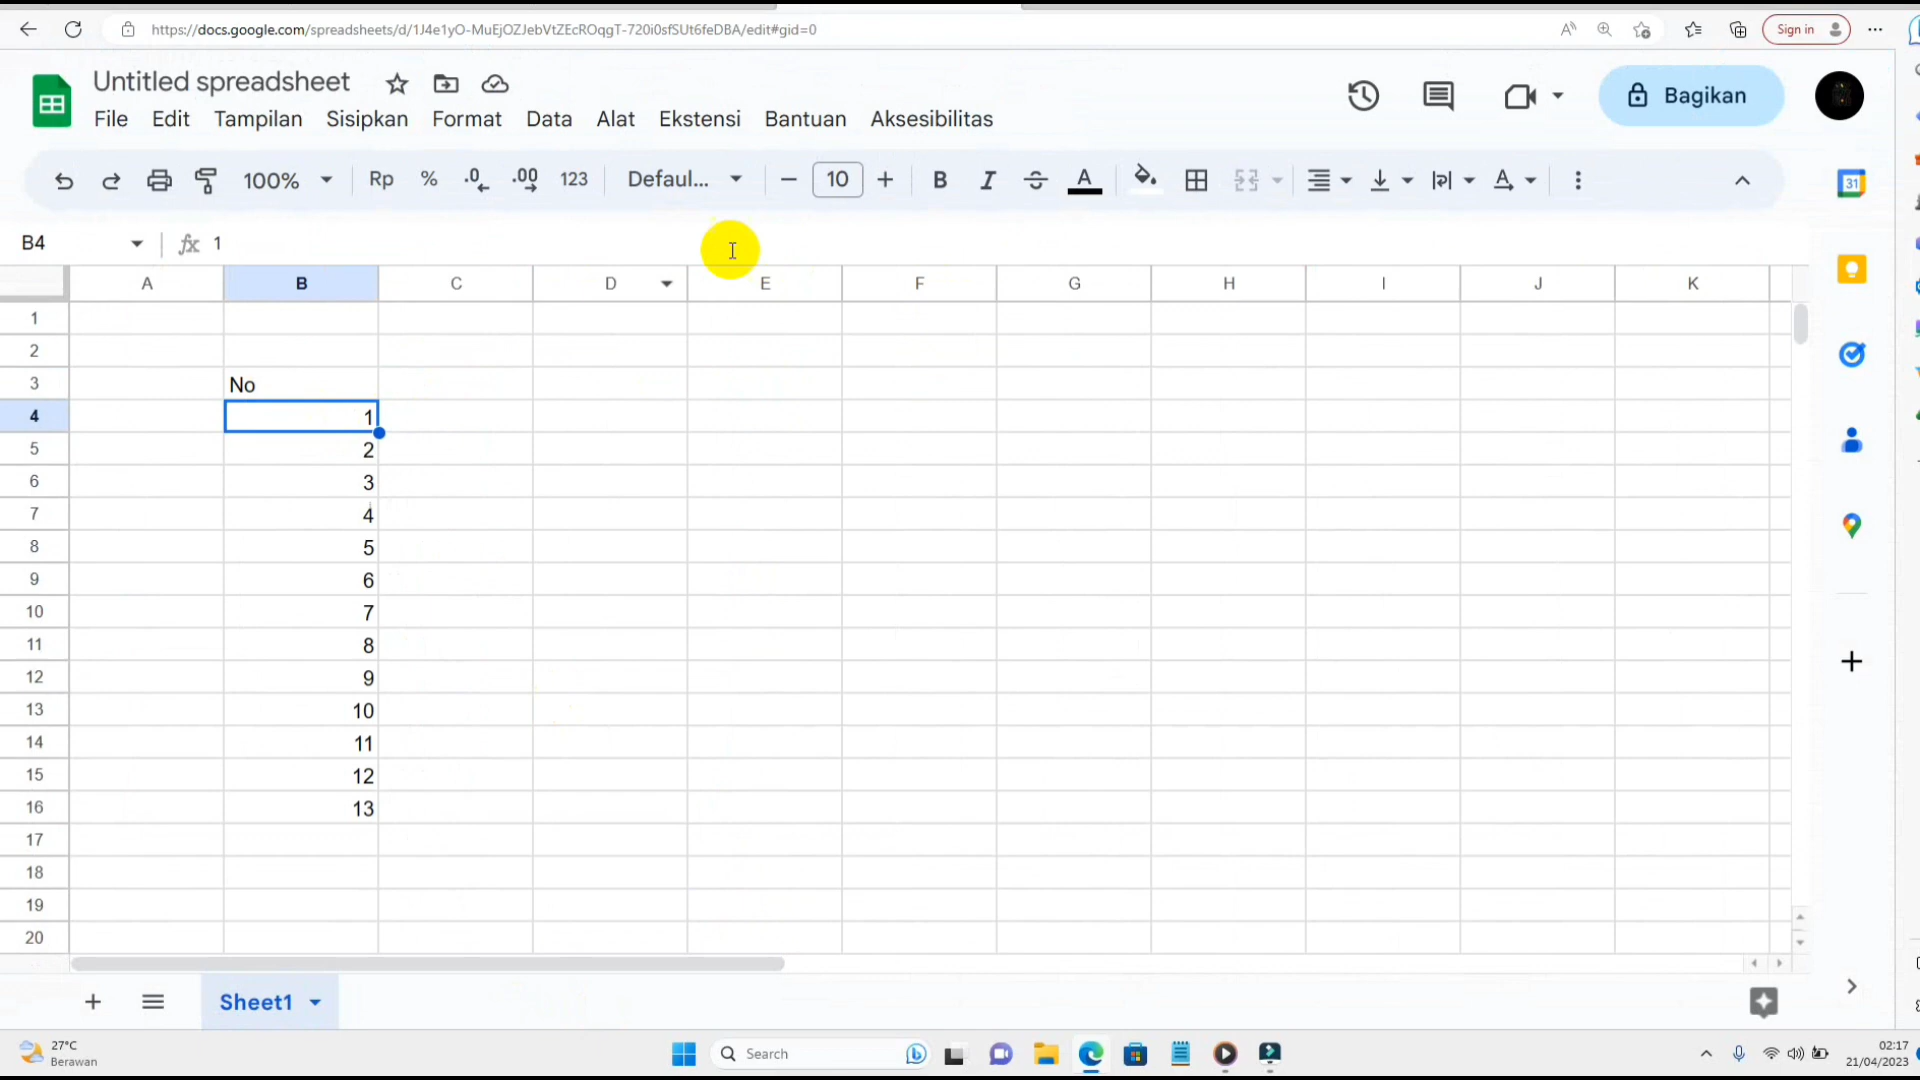 https://docs.google.com/spreadsheets/d/1J4e1yO-MuEjOZJebVtZEcROqgT-720i0sfSUt6feDBA/edit#gid=0
Sign in
Untitled spreadsheet
File Edit Tampilan Sisipkan Format Data Alat Ekstensi Bantuan Aksesibilitas
Bagikan
100% Rp % .0 .00 123 Defaul... 10 B I A A
31
B4 fx 1
A B C D E F G H I J K
1
2
3 No
4 1
5 2
6 3
7 4
8 5
9 6
10 7
11 8
12 9
13 10
14 11
15 12
16 13
17
18
19
20
Sheet1
27°C
Berawan
Search
02:17
21/04/2023